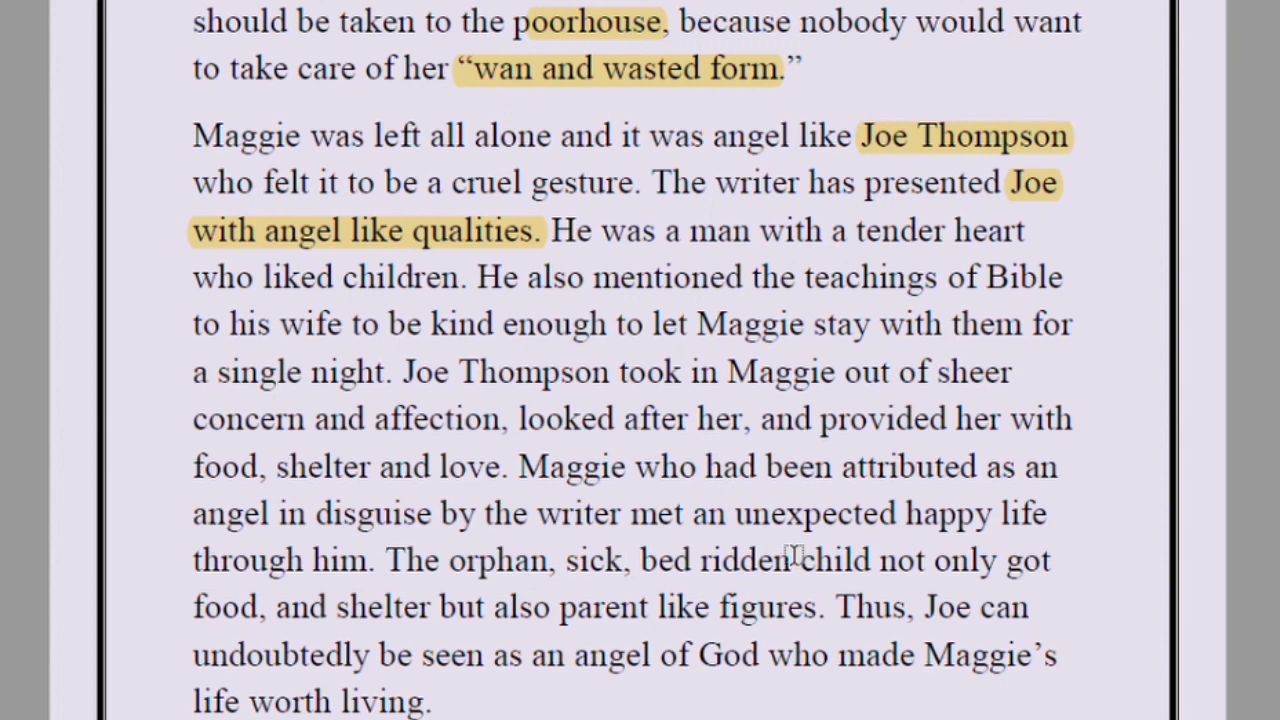 should be taken to the poorhouse, because nobody would want
to take care of her “wan and wasted form.”
Maggie was left all alone and it was angel like Joe Thompson
who felt it to be a cruel gesture. The writer has presented Joe
with angel like qualities. He was a man with a tender heart
who liked children. He also mentioned the teachings of Bible
to his wife to be kind enough to let Maggie stay with them for
a single night. Joe Thompson took in Maggie out of sheer
concern and affection, looked after her, and provided her with
food, shelter and love. Maggie who had been attributed as an
angel in disguise by the writer met an unexpected happy life
through him. The orphan, sick, bed ridden child not only got
food, and shelter but also parent like figures. Thus, Joe can
undoubtedly be seen as an angel of God who made Maggie’s
life worth living.